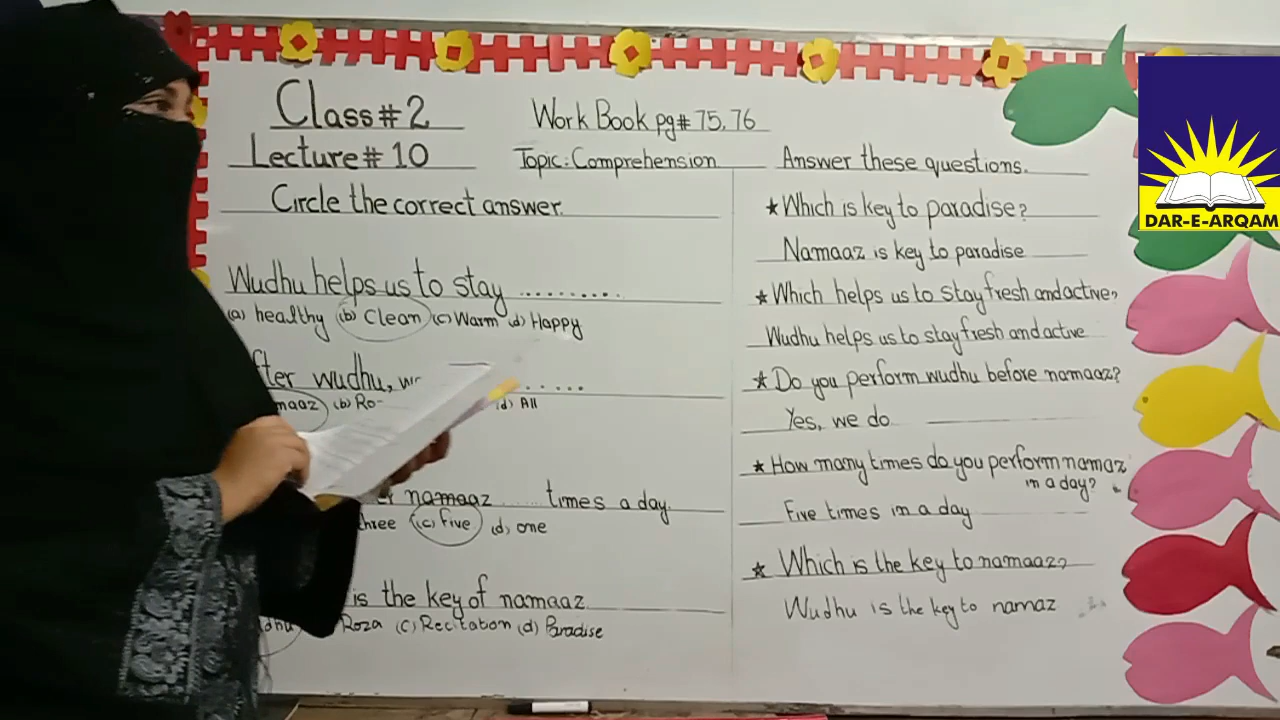 Class#2
Lecture#10
Work Book pg# 75,76
Topic: Comprehension
Circle the correct answer.
Wudhu helps us to stay ..........
(a) healthy (b) Clean (c) Warm (d) Happy
wudhu,
(b) (d) All
namaaz ...... times a day.
(c) five (d) one
is the key of namaaz
Roza (c) Recitation (d) Paradise
Answer these questions.
★ Which is key to paradise?
Namaaz is key to paradise
★ Which helps us to stay fresh and active?
Wudhu helps us to stay fresh and active
★ Do you perform wudhu before namaaz?
Yes, we do
★ How many times do you perform namaz
in a day?
Five times in a day
★ Which is the key to namaaz?
Wudhu is the key to namaz
DAR-E-ARQAM